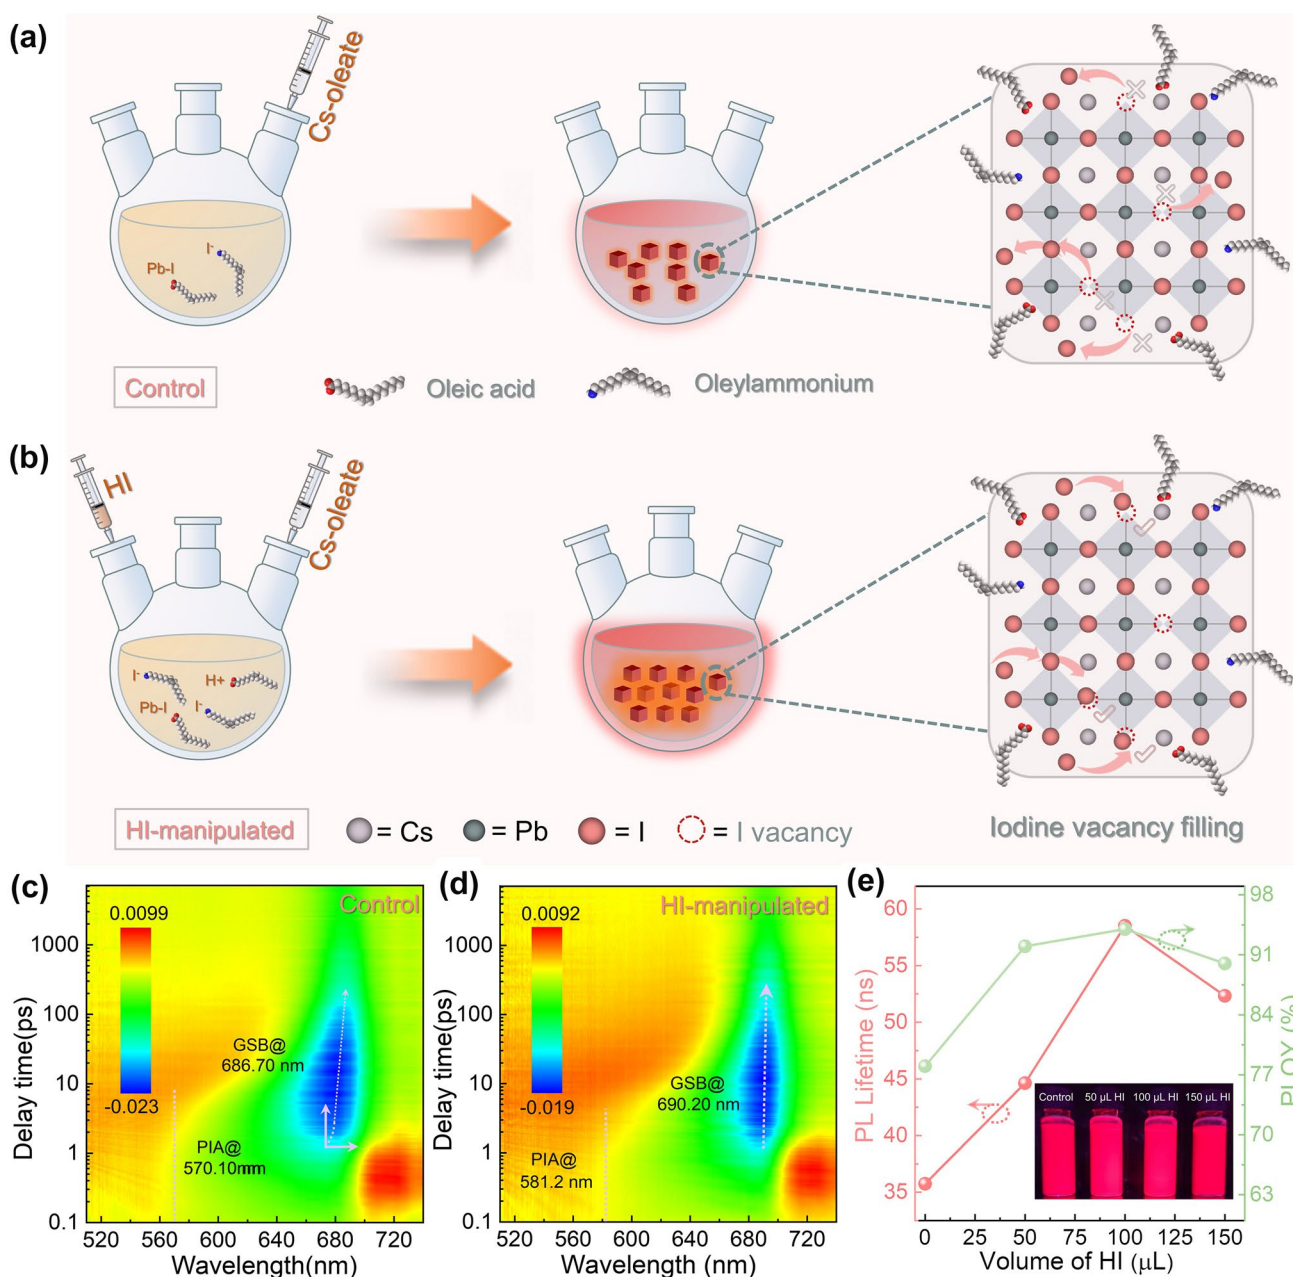 (a)
Cs-oleate
Pb-I
I-
Control
Oleic acid
Oleylammonium
(b)
HI
Cs-oleate
I-
H+
Pb-I
I-
HI-manipulated
= Cs
= Pb
= I
= I vacancy
Iodine vacancy filling
(c)
Control
0.0099
-0.023
GSB@
686.70 nm
PIA@
570.10nm
Delay time(ps)
1000
100
10
1
0.1
520
560
600
640
680
720
Wavelength(nm)
(d)
HI-manipulated
0.0092
-0.019
GSB@
690.20 nm
PIA@
581.2 nm
Delay time(ps)
1000
100
10
1
0.1
520
560
600
640
680
720
Wavelength(nm)
(e)
PL Lifetime (ns)
60
57
55
52
50
47
45
42
40
37
35
98
91
84
77
70
63
PLQY (%)
Control
50 μL HI
100 μL HI
150 μL HI
0
25
50
75
100
125
150
Volume of HI (μL)